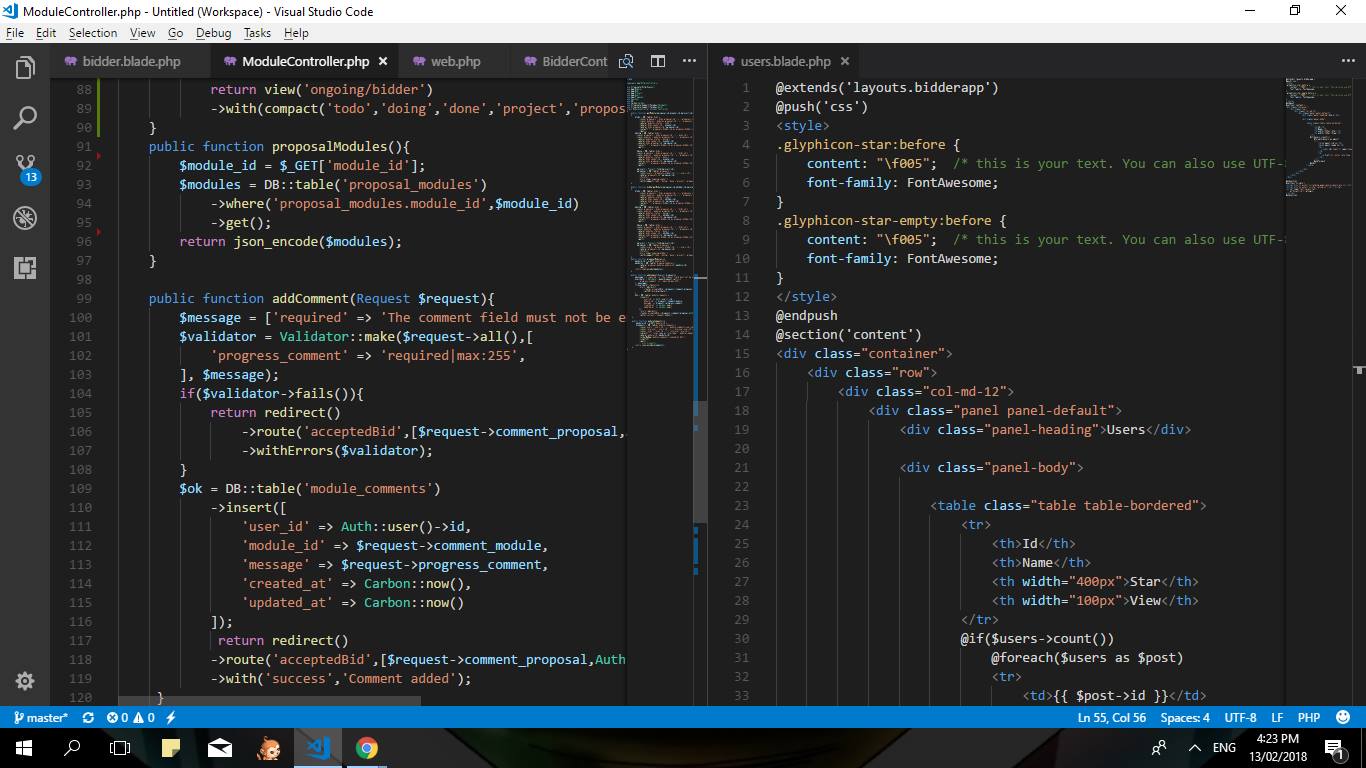 ModuleController.php - Untitled (Workspace) - Visual Studio Code
File Edit Selection View Go Debug Tasks Help
bidder.blade.php ModuleController.php × web.php BidderCont
88 return view('ongoing/bidder')
89 ->with(compact('todo','doing','done','project','propos
90 }
91 public function proposalModules(){
92 $module_id = $_GET['module_id'];
93 $modules = DB::table('proposal_modules')
94 ->where('proposal_modules.module_id',$module_id)
95 ->get();
96 return json_encode($modules);
97 }
98
99 public function addComment(Request $request){
100 $message = ['required' => 'The comment field must not be e
101 $validator = Validator::make($request->all(),[
102 'progress_comment' => 'required|max:255',
103 ], $message);
104 if($validator->fails()){
105 return redirect()
106 ->route('acceptedBid',[$request->comment_proposal,
107 ->withErrors($validator);
108 }
109 $ok = DB::table('module_comments')
110 ->insert([
111 'user_id' => Auth::user()->id,
112 'module_id' => $request->comment_module,
113 'message' => $request->progress_comment,
114 'created_at' => Carbon::now(),
115 'updated_at' => Carbon::now()
116 ]);
117 return redirect()
118 ->route('acceptedBid',[$request->comment_proposal,Auth
119 ->with('success','Comment added');
120 }
users.blade.php ×
1 @extends('layouts.bidderapp')
2 @push('css')
3 <style>
4 .glyphicon-star:before {
5 content: "\f005"; /* this is your text. You can also use UTF-
6 font-family: FontAwesome;
7 }
8 .glyphicon-star-empty:before {
9 content: "\f005"; /* this is your text. You can also use UTF-
10 font-family: FontAwesome;
11 }
12 </style>
13 @endpush
14 @section('content')
15 <div class="container">
16 <div class="row">
17 <div class="col-md-12">
18 <div class="panel panel-default">
19 <div class="panel-heading">Users</div>
20
21 <div class="panel-body">
22
23 <table class="table table-bordered">
24 <tr>
25 <th>Id</th>
26 <th>Name</th>
27 <th width="400px">Star</th>
28 <th width="100px">View</th>
29 </tr>
30 @if($users->count())
31 @foreach($users as $post)
32 <tr>
33 <td>{{ $post->id }}</td>
13
master* 0 0 Ln 55, Col 56 Spaces: 4 UTF-8 LF PHP
ENG 4:23 PM
13/02/2018 1